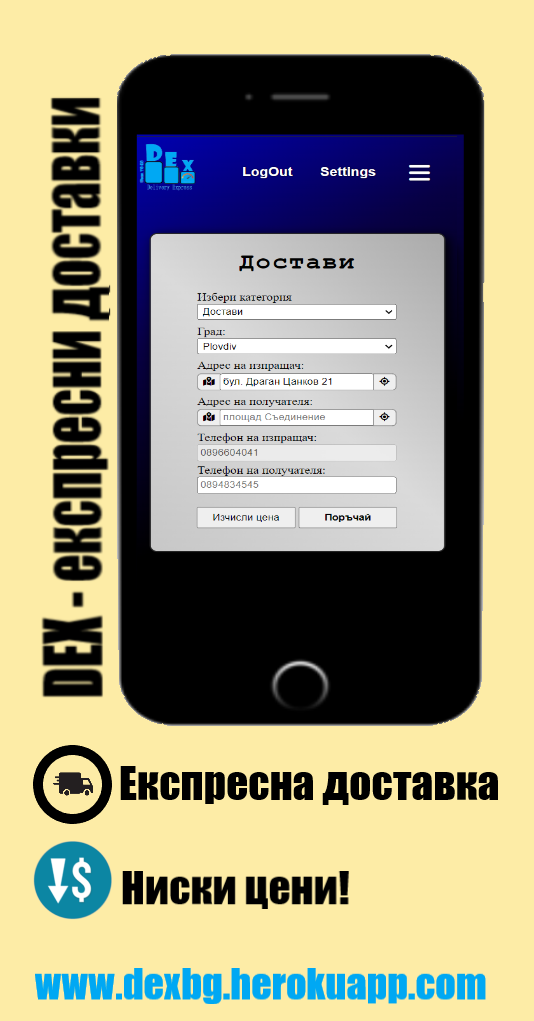 DEX - експресни доставки
DEX
Delivery Express
LogOut Settings
Достави
Избери категория
Достави
Град:
Plovdiv
Адрес на изпращач:
бул. Драган Цанков 21
Адрес на получателя:
площад Съединение
Телефон на изпращач:
0896604041
Телефон на получателя:
0894834545
Изчисли цена Поръчай
Експресна доставка
$ Ниски цени!
www.dexbg.herokuapp.com